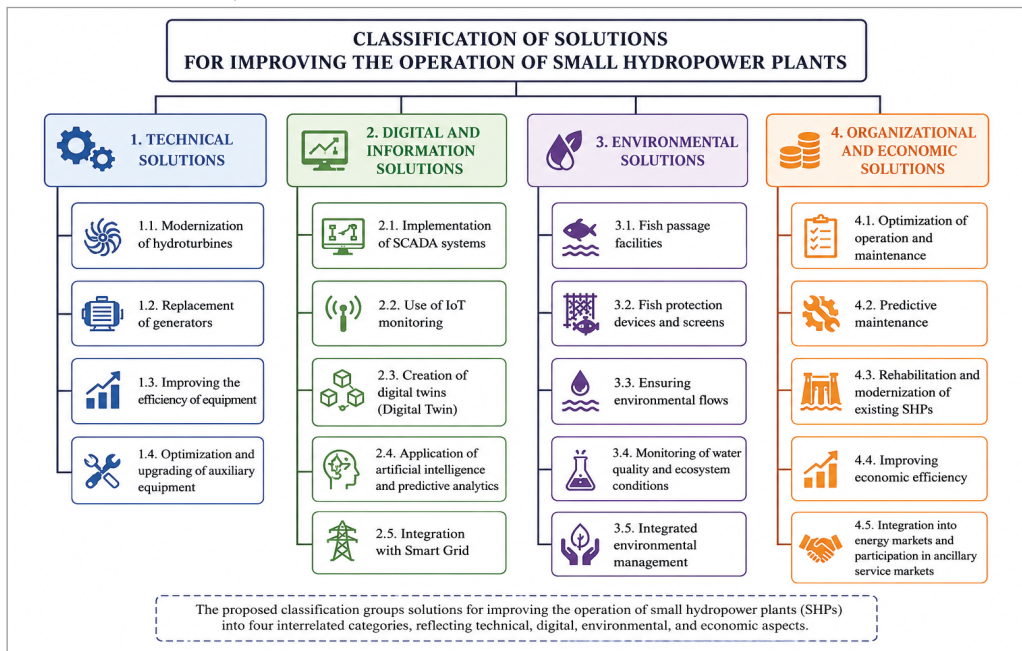 CLASSIFICATION OF SOLUTIONS
FOR IMPROVING THE OPERATION OF SMALL HYDROPOWER PLANTS
1. TECHNICAL
SOLUTIONS
1.1. Modernization
of hydroturbines
1.2. Replacement
of generators
1.3. Improving the
efficiency of equipment
1.4. Optimization and
upgrading of auxiliary
equipment
2. DIGITAL AND
INFORMATION
SOLUTIONS
2.1. Implementation
of SCADA systems
2.2. Use of IoT
monitoring
2.3. Creation of
digital twins
(Digital Twin)
2.4. Application of
artificial intelligence
and predictive analytics
2.5. Integration
with Smart Grid
3. ENVIRONMENTAL
SOLUTIONS
3.1. Fish passage
facilities
3.2. Fish protection
devices and screens
3.3. Ensuring
environmental flows
3.4. Monitoring of water
quality and ecosystem
conditions
3.5. Integrated
environmental
management
4. ORGANIZATIONAL
AND ECONOMIC
SOLUTIONS
4.1. Optimization of
operation and
maintenance
4.2. Predictive
maintenance
4.3. Rehabilitation and
modernization of
existing SHPs
4.4. Improving
economic efficiency
4.5. Integration into
energy markets and
participation in ancillary
service markets
The proposed classification groups solutions for improving the operation of small hydropower plants (SHPs)
into four interrelated categories, reflecting technical, digital, environmental, and economic aspects.